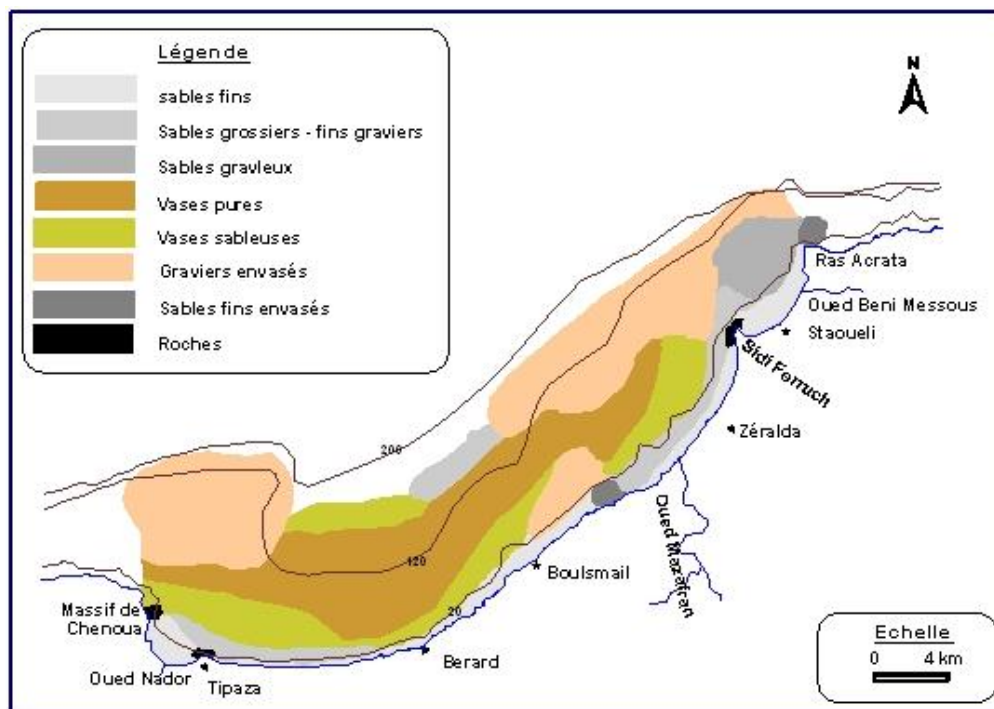 Légende
sables fins
Sables grossiers - fins graviers
Sables gravleux
Vases pures
Vases sableuses
Graviers envasés
Sables fins envasés
Roches
N
Ras Acrata
Oued Beni Messous
Staoueli
Sidi Ferruch
Zéralda
200
Oued Mazafran
120
Boulsmail
20
Massif de
Chenoua
Berard
Oued Nador
Tipaza
Echelle
0 4 km